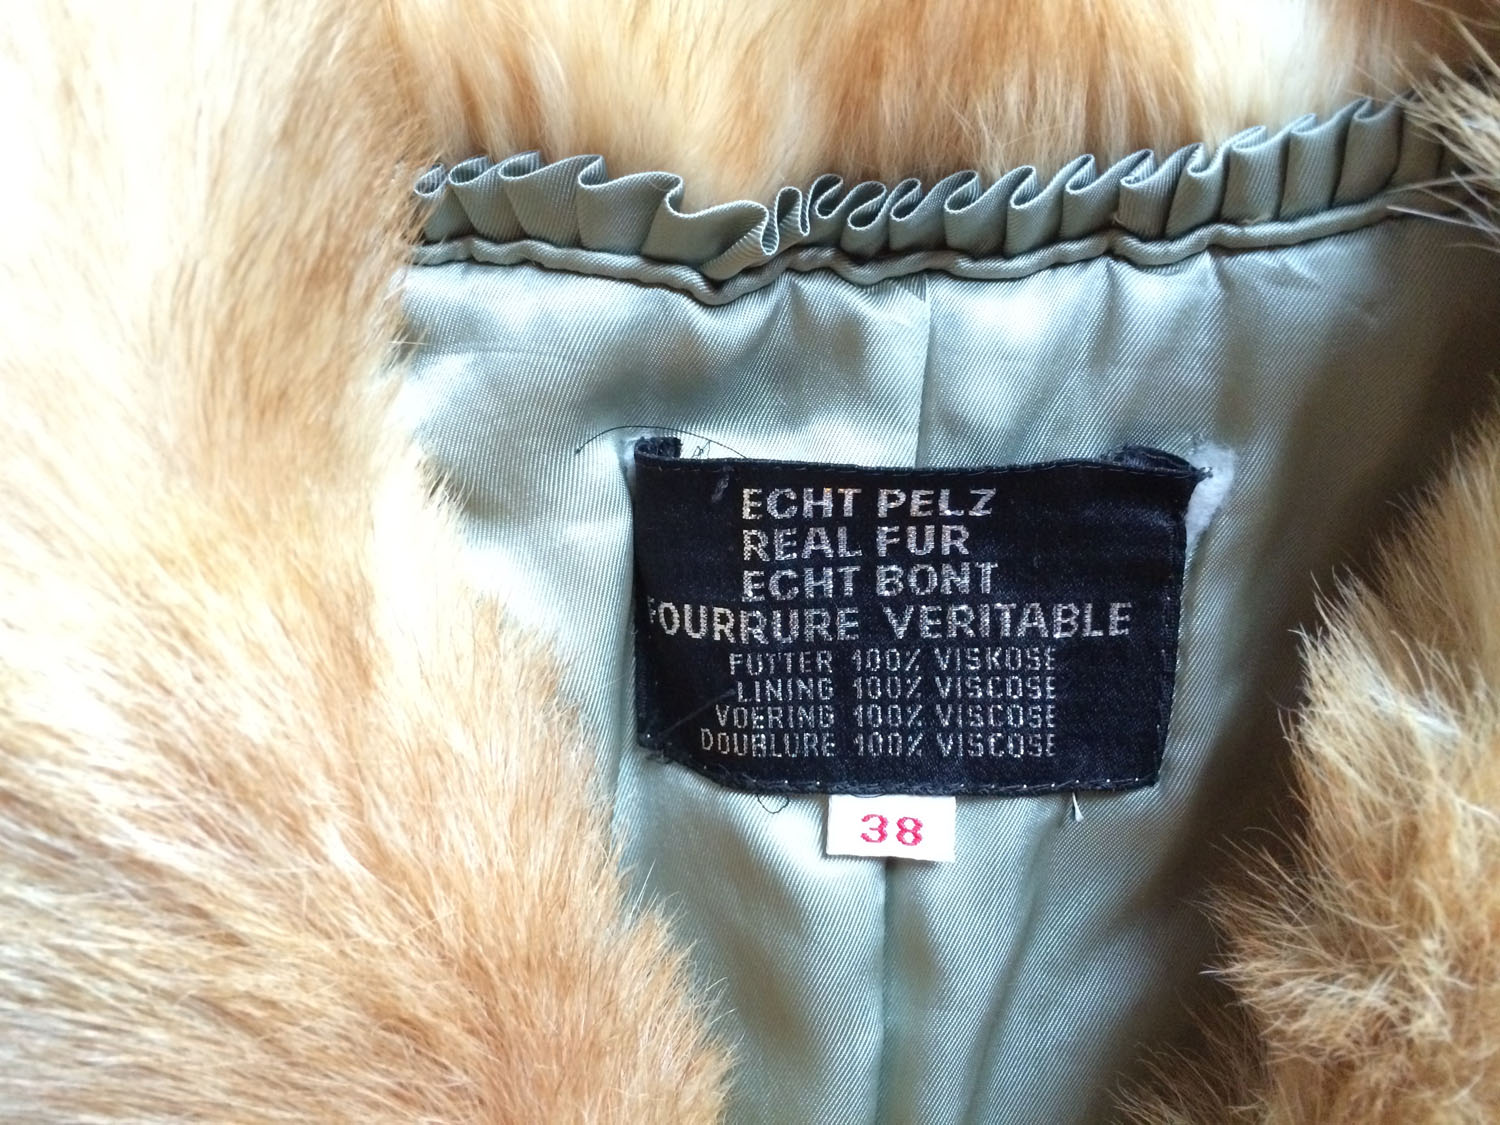 ECHT PELZ
REAL FUR
ECHT BONT
FOURRURE VERITABLE
FUTTER 100% VISKOSE
LINING 100% VISCOSE
VOERING 100% VISCOSE
DOUBLURE 100% VISCOSE
38